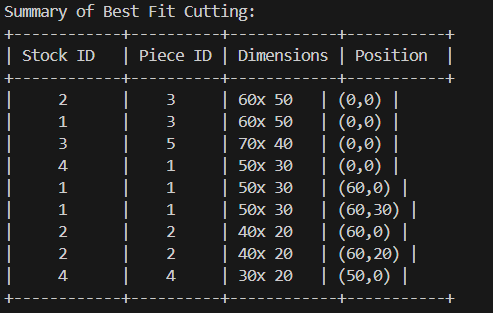 Summary of Best Fit Cutting:
+------------+----------+------------+-----------+
| Stock ID   | Piece ID | Dimensions | Position  |
+------------+----------+------------+-----------+
|     2      |    3     | 60x 50   | (0,0) |
|     1      |    3     | 60x 50   | (0,0) |
|     3      |    5     | 70x 40   | (0,0) |
|     4      |    1     | 50x 30   | (0,0) |
|     1      |    1     | 50x 30   | (60,0) |
|     1      |    1     | 50x 30   | (60,30) |
|     2      |    2     | 40x 20   | (60,0) |
|     2      |    2     | 40x 20   | (60,20) |
|     4      |    4     | 30x 20   | (50,0) |
+------------+----------+------------+-----------+